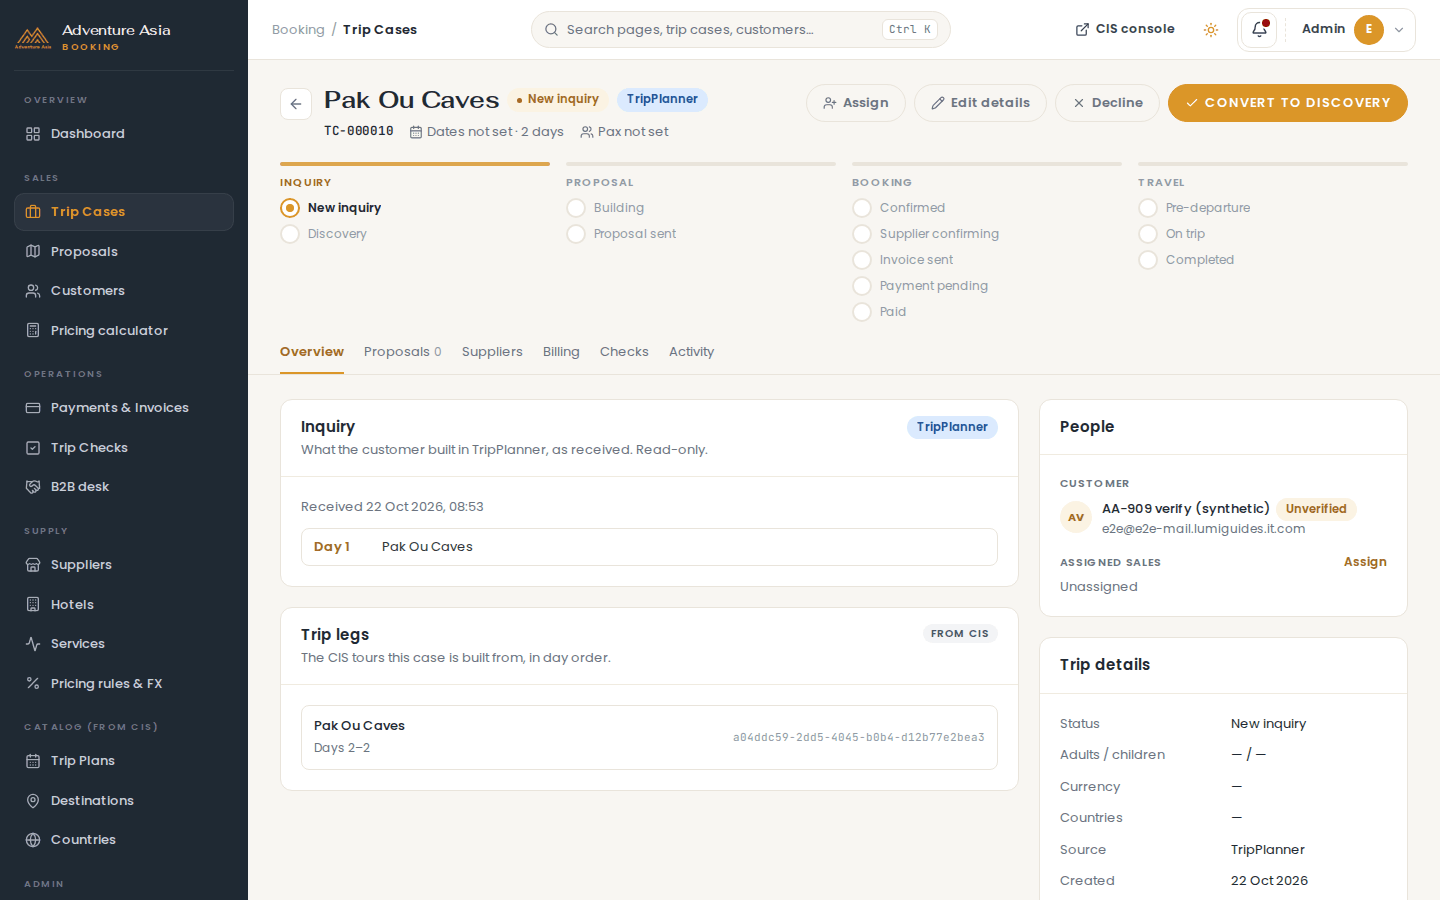 Adventure Asia
BOOKING
Adventure Asia
OVERVIEW
Dashboard
SALES
Trip Cases
Proposals
Customers
Pricing calculator
OPERATIONS
Payments & Invoices
Trip Checks
B2B desk
SUPPLY
Suppliers
Hotels
Services
Pricing rules & FX
CATALOG (FROM CIS)
Trip Plans
Destinations
Countries
ADMIN
Booking / Trip Cases
Search pages, trip cases, customers…
Ctrl K
CIS console
Admin
E
Pak Ou Caves
New inquiry
TripPlanner
TC-000010
Dates not set · 2 days
Pax not set
Assign
Edit details
Decline
CONVERT TO DISCOVERY
INQUIRY
New inquiry
Discovery
PROPOSAL
Building
Proposal sent
BOOKING
Confirmed
Supplier confirming
Invoice sent
Payment pending
Paid
TRAVEL
Pre-departure
On trip
Completed
Overview
Proposals 0
Suppliers
Billing
Checks
Activity
Inquiry
TripPlanner
What the customer built in TripPlanner, as received. Read-only.
Received 22 Oct 2026, 08:53
Day 1
Pak Ou Caves
Trip legs
FROM CIS
The CIS tours this case is built from, in day order.
Pak Ou Caves
Days 2–2
a04ddc59-2dd5-4045-b0b4-d12b77e2bea3
People
CUSTOMER
AV
AA-909 verify (synthetic)
Unverified
e2e@e2e-mail.lumiguides.it.com
ASSIGNED SALES
Assign
Unassigned
Trip details
Status
New inquiry
Adults / children
— / —
Currency
—
Countries
—
Source
TripPlanner
Created
22 Oct 2026